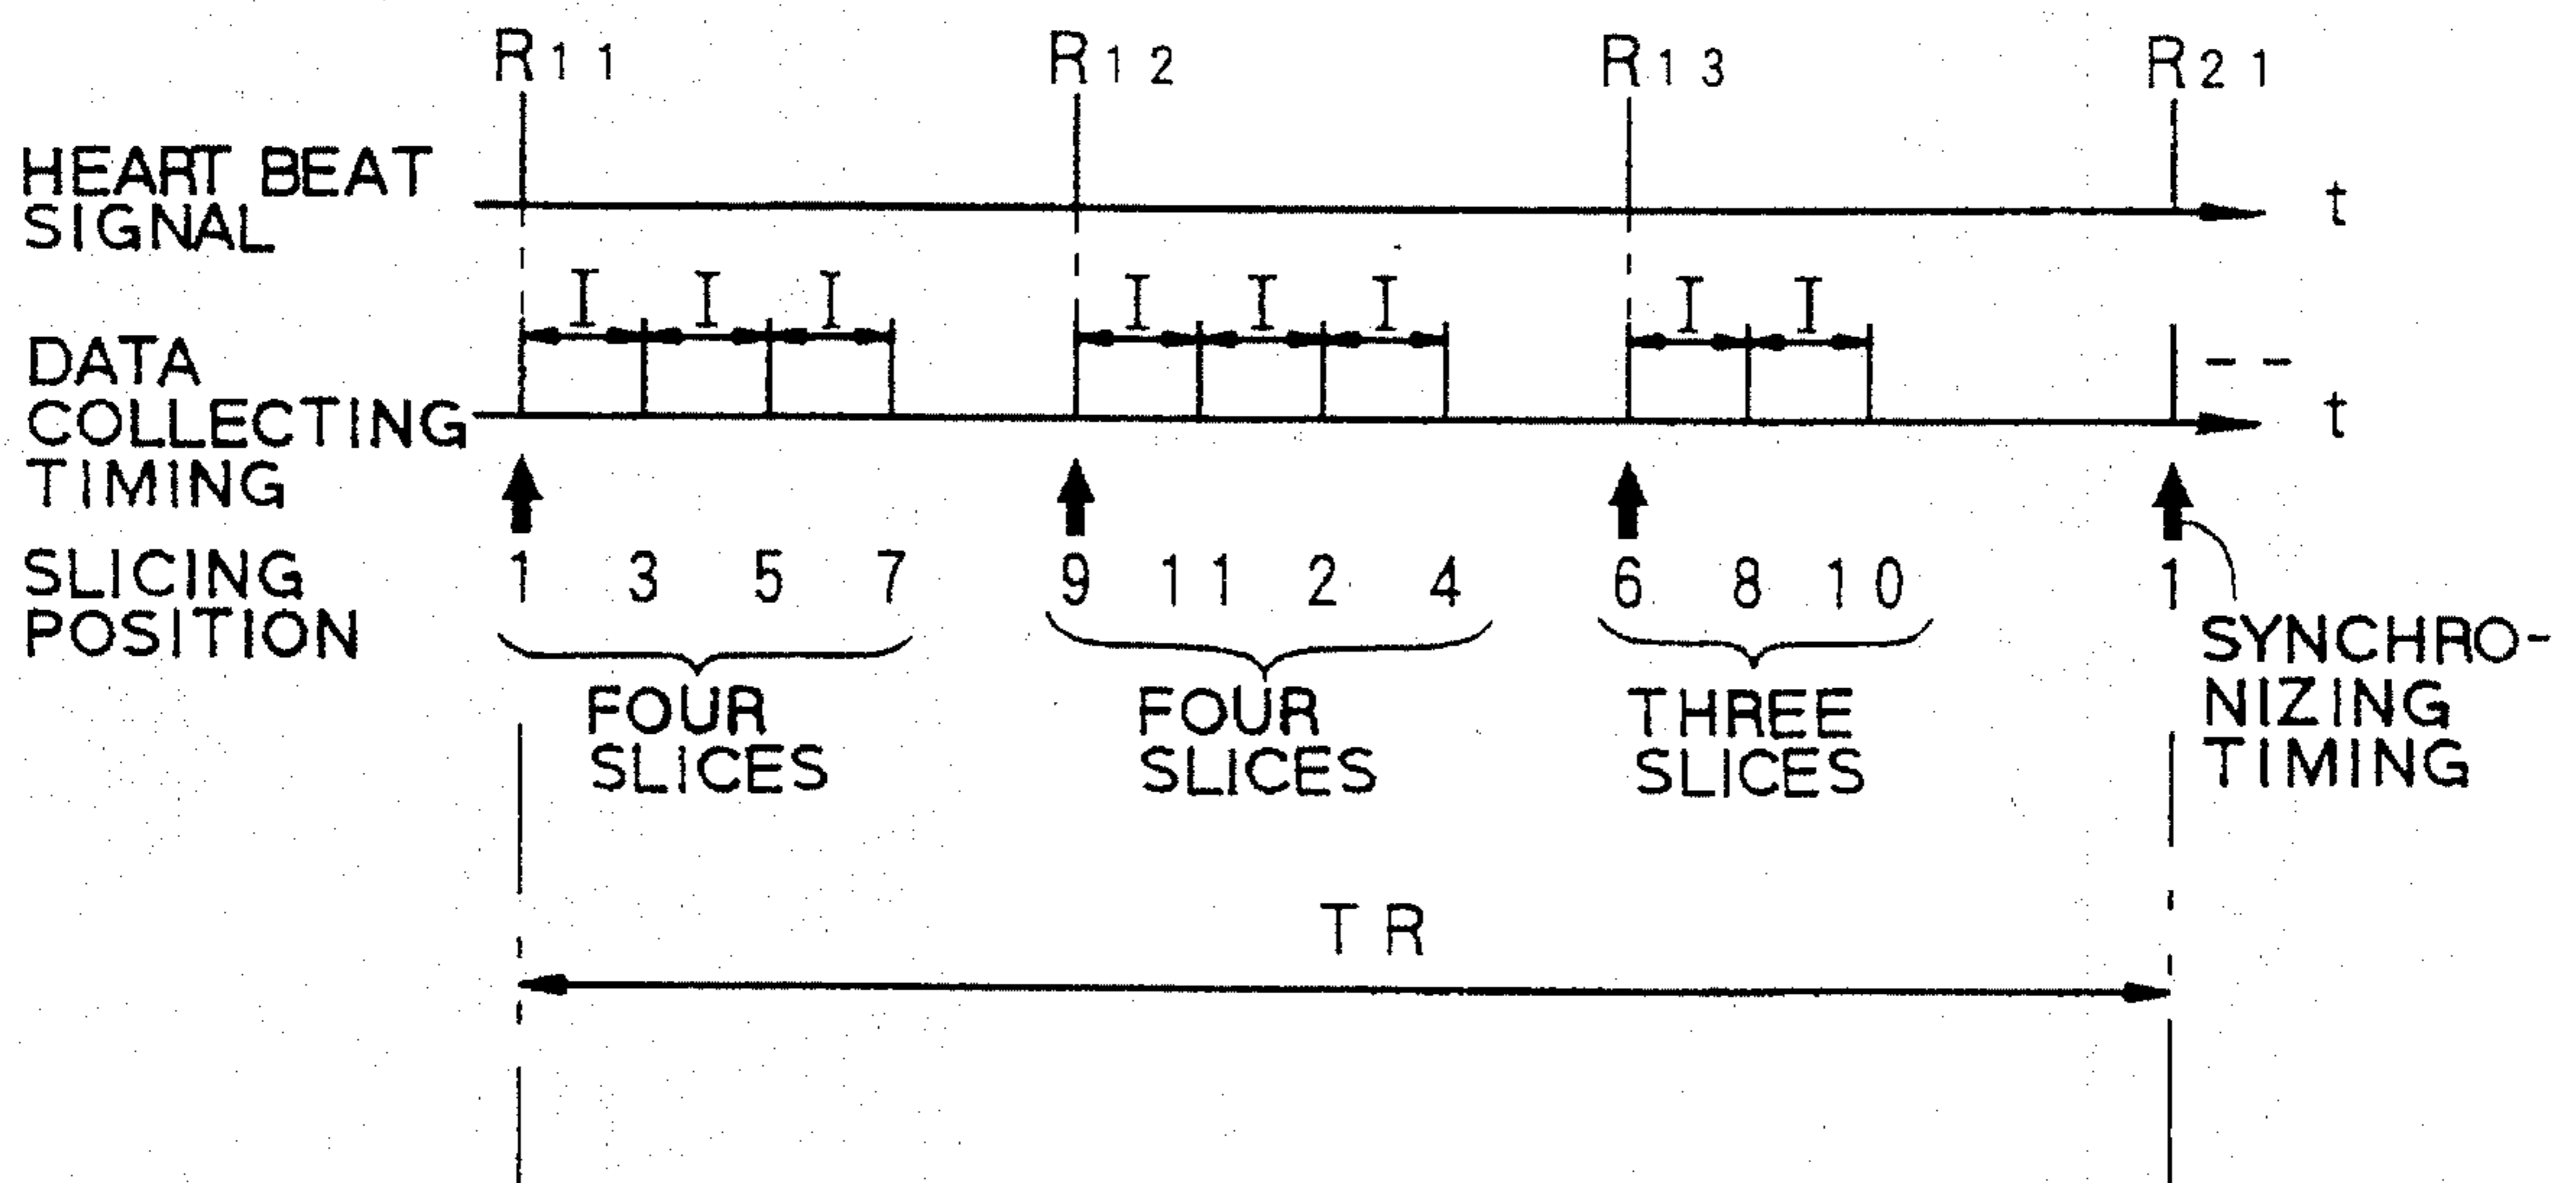 R11 R12 R13 R21
HEART BEAT
SIGNAL
t
I I I I I I I I
DATA
COLLECTING
TIMING
t
SLICING
POSITION
1 3 5 7 9 11 2 4 6 8 10 1
FOUR
SLICES
FOUR
SLICES
THREE
SLICES
SYNCHRO-
NIZING
TIMING
TR